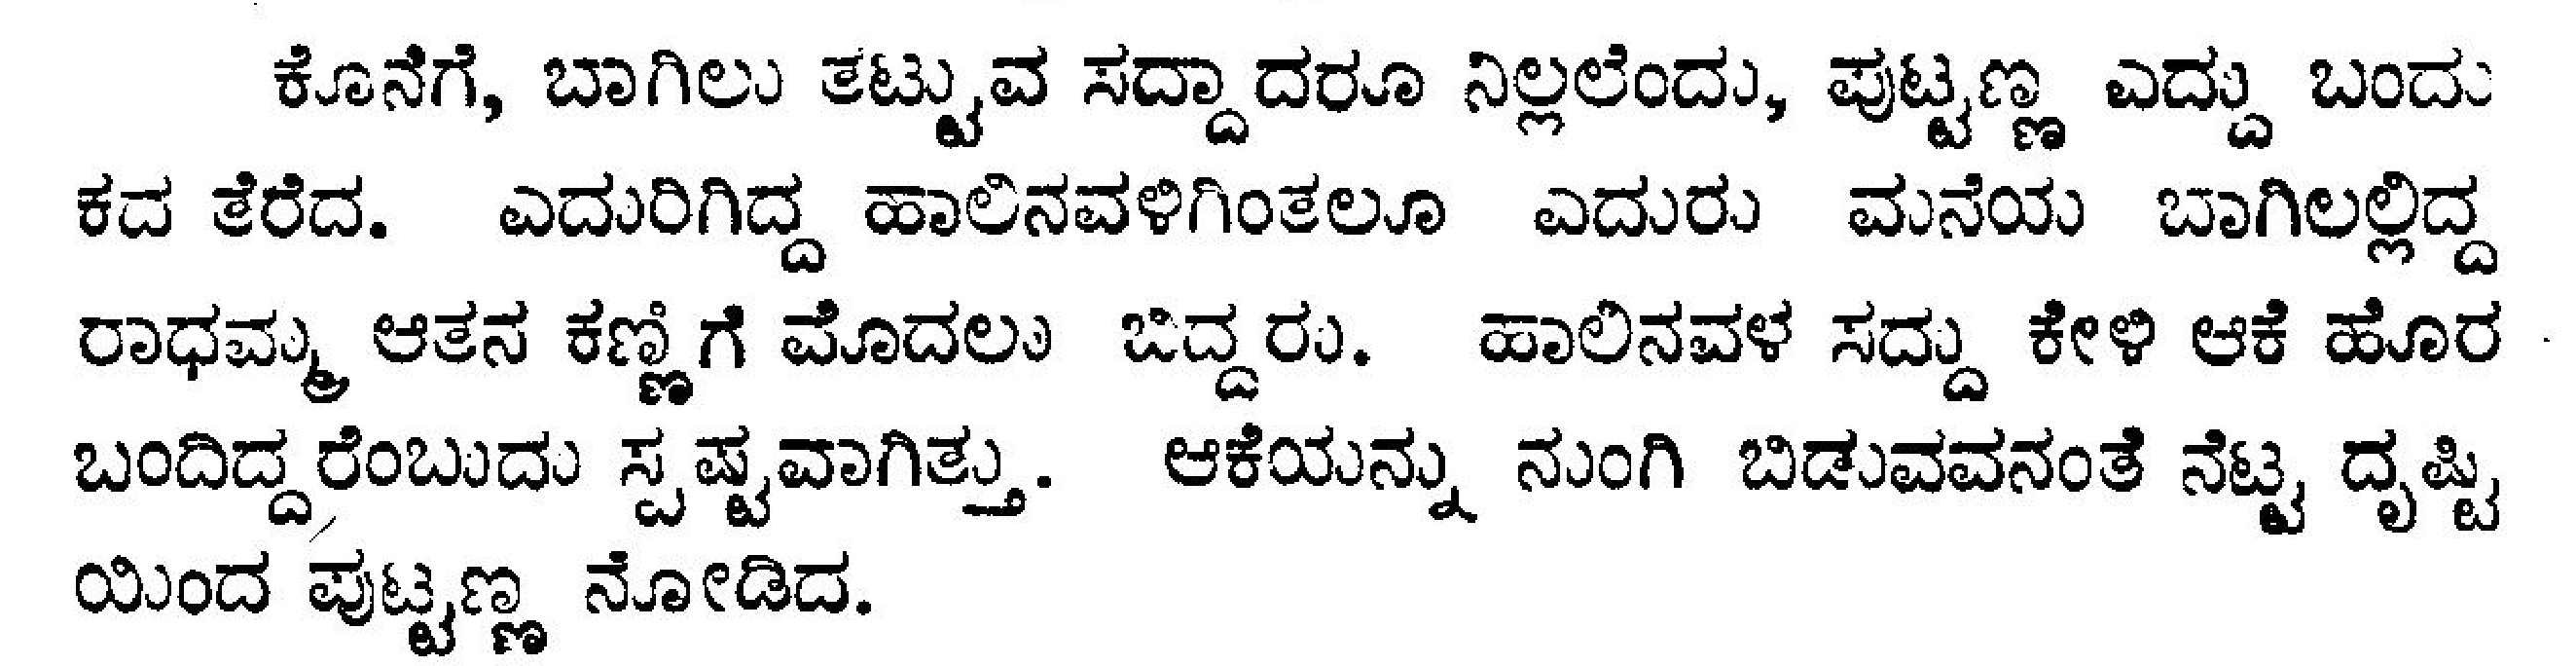 ಕೊನೆಗೆ, ಬಾಗಿಲು ತಟ್ಟುವ ಸದ್ದಾದರೂ ನಿಲ್ಲಲೆಂದು, ಪುಟ್ಟಣ್ಣ ಎದ್ದು ಬಂದು
ಕದ ತೆರೆದ. ಎದುರಿಗಿದ್ದ ಹಾಲಿನವಳಿಗಿಂತಲೂ ಎದುರು ಮನೆಯ ಬಾಗಿಲಲ್ಲಿದ್ದ
ರಾಧಮ್ಮ ಆತನ ಕಣ್ಣಿಗೆ ಮೊದಲು ಬಿದ್ದರು. ಹಾಲಿನವಳ ಸದ್ದು ಕೇಳಿ ಆಕೆ ಹೊರ
ಬಂದಿದ್ದರೆಂಬುದು ಸ್ಪಷ್ಟವಾಗಿತ್ತು. ಆಕೆಯನ್ನು ನುಂಗಿ ಬಿಡುವವನಂತೆ ನೆಟ್ಟ ದೃಷ್ಟಿ
ಯಿಂದ ಪುಟ್ಟಣ್ಣ ನೋಡಿದ.